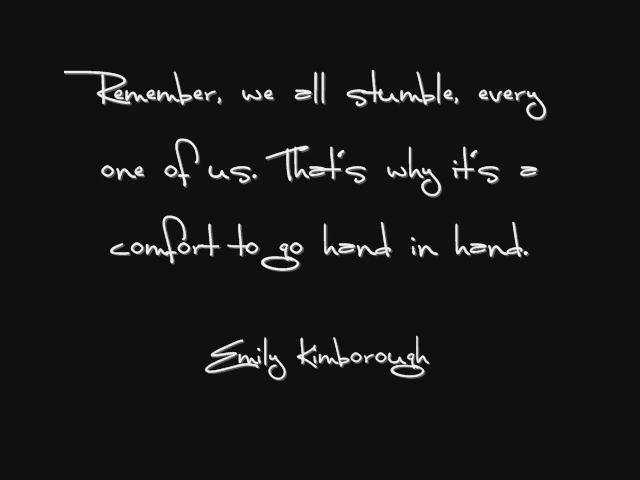 Remember, we all stumble, every
one of us. That's why it's a
comfort to go hand in hand.
Emily Kimborough